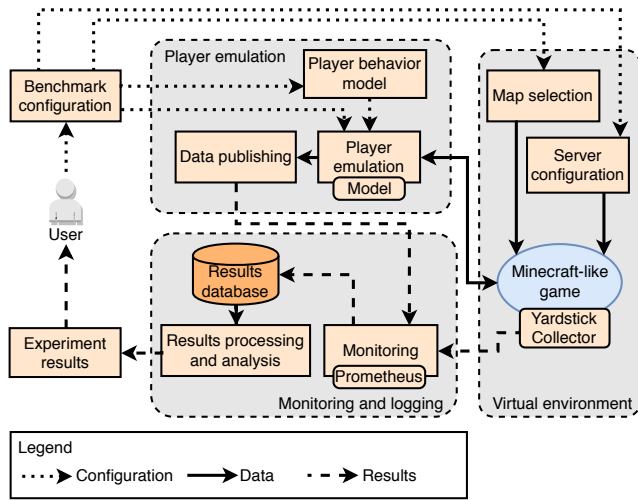 Player emulation
Benchmark
configuration
Player behavior
model
Map selection
Data publishing
Player
emulation
Model
Server
configuration
User
Results
database
Minecraft-like
game
Yardstick
Collector
Experiment
results
Results processing
and analysis
Monitoring
Prometheus
Monitoring and logging
Virtual environment
Legend
Configuration
Data
Results